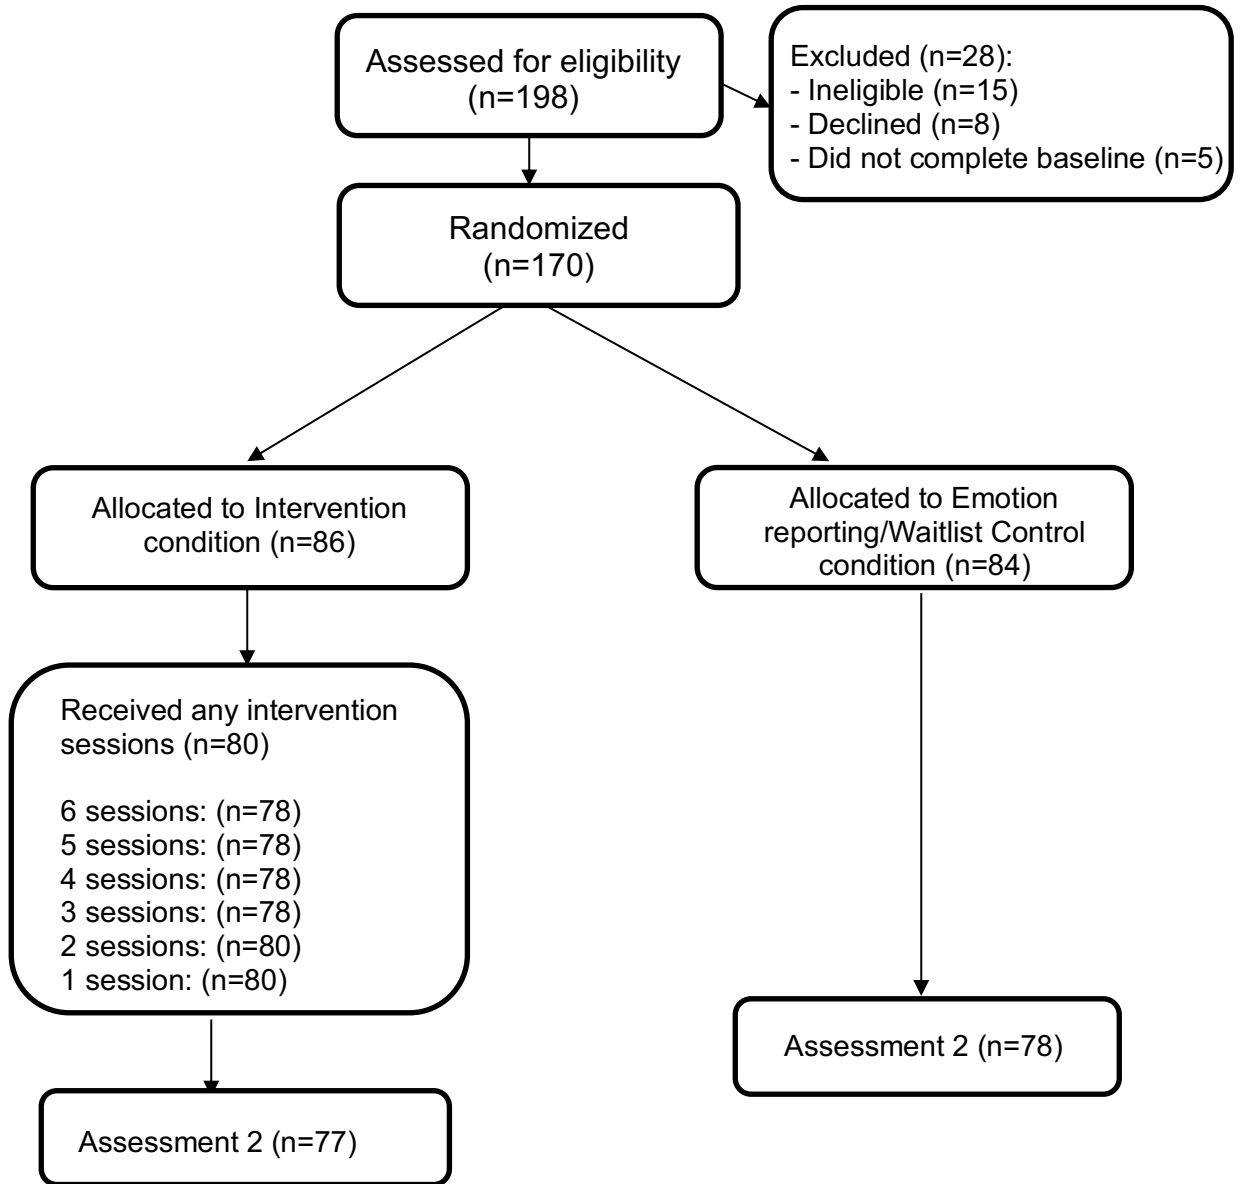 Assessed for eligibility
(n=198)
Excluded (n=28):
- Ineligible (n=15)
- Declined (n=8)
- Did not complete baseline (n=5)
Randomized
(n=170)
Allocated to Intervention
condition (n=86)
Allocated to Emotion
reporting/Waitlist Control
condition (n=84)
Received any intervention
sessions (n=80)
6 sessions: (n=78)
5 sessions: (n=78)
4 sessions: (n=78)
3 sessions: (n=78)
2 sessions: (n=80)
1 session: (n=80)
Assessment 2 (n=78)
Assessment 2 (n=77)